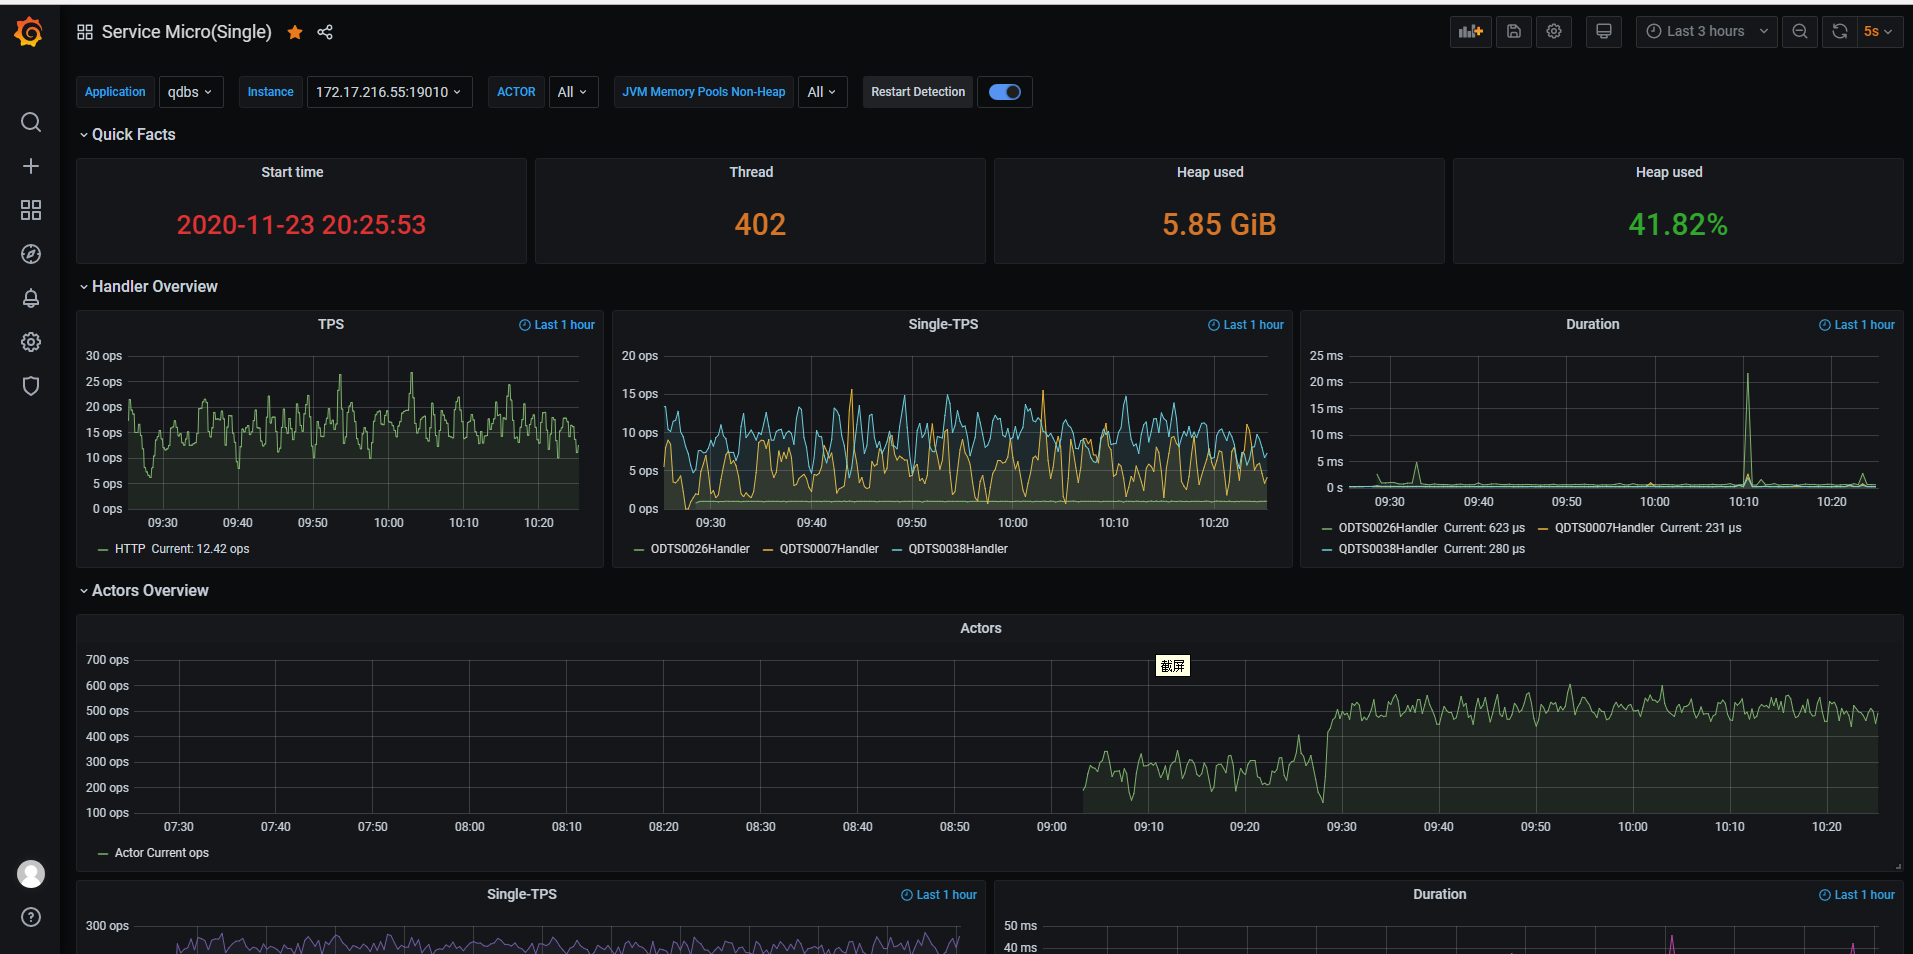 Service Micro(Single)
Last 3 hours
5s
Application
qdbs
Instance
172.17.216.55:19010
ACTOR
All
JVM Memory Pools Non-Heap
All
Restart Detection
Quick Facts
Start time
2020-11-23 20:25:53
Thread
402
Heap used
5.85 GiB
Heap used
41.82%
Handler Overview
TPS
Last 1 hour
30 ops
25 ops
20 ops
15 ops
10 ops
5 ops
0 ops
09:30 09:40 09:50 10:00 10:10 10:20
HTTP Current: 12.42 ops
Single-TPS
Last 1 hour
20 ops
15 ops
10 ops
5 ops
0 ops
09:30 09:40 09:50 10:00 10:10 10:20
ODTS0026Handler QDTS0007Handler QDTS0038Handler
Duration
Last 1 hour
25 ms
20 ms
15 ms
10 ms
5 ms
0 s
09:30 09:40 09:50 10:00 10:10 10:20
ODTS0026Handler Current: 623 µs QDTS0007Handler Current: 231 µs
QDTS0038Handler Current: 280 µs
Actors Overview
Actors
截屏
700 ops
600 ops
500 ops
400 ops
300 ops
200 ops
100 ops
07:30 07:40 07:50 08:00 08:10 08:20 08:30 08:40 08:50 09:00 09:10 09:20 09:30 09:40 09:50 10:00 10:10 10:20
Actor Current ops
Single-TPS
Last 1 hour
300 ops
Duration
Last 1 hour
50 ms
40 ms